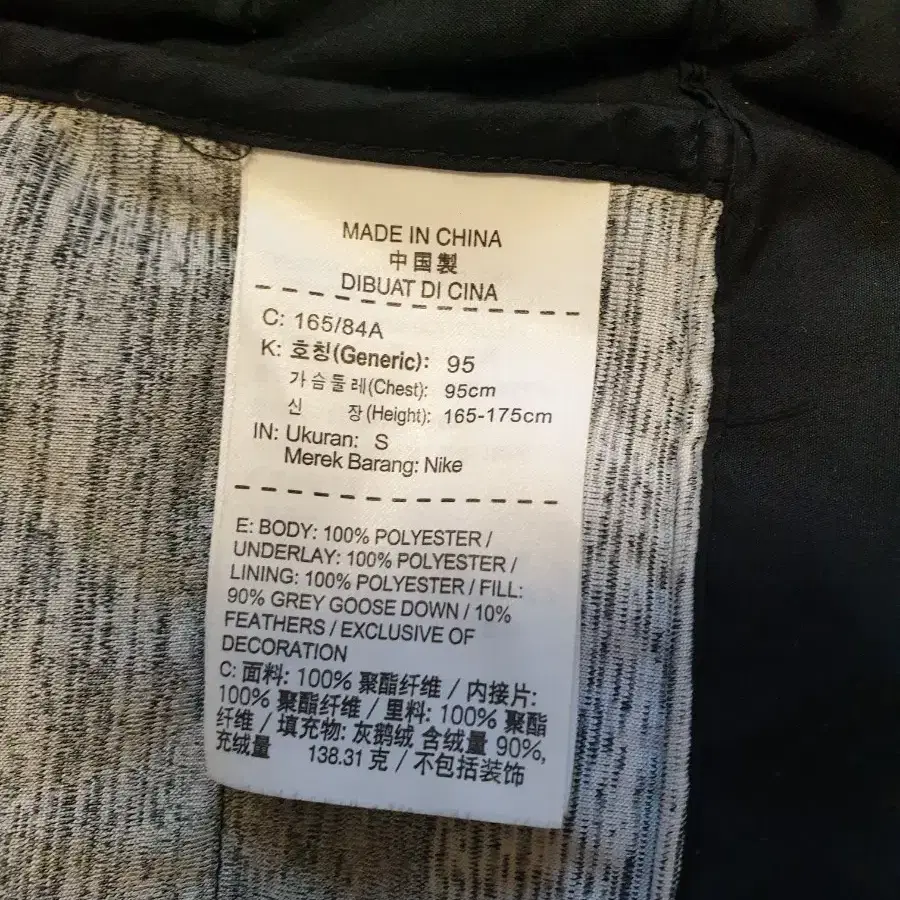 MADE IN CHINA
中国製
DIBUAT DI CINA
C: 165/84A
K: 호칭(Generic): 95
가슴둘레(Chest): 95cm
신 장(Height): 165-175cm
IN: Ukuran: S
Merek Barang: Nike
E: BODY: 100% POLYESTER /
UNDERLAY: 100% POLYESTER /
LINING: 100% POLYESTER / FILL:
90% GREY GOOSE DOWN / 10%
FEATHERS / EXCLUSIVE OF
DECORATION
C: 面料: 100% 聚酯纤维 / 内接片:
100% 聚酯纤维 / 里料: 100% 聚酯
纤维 / 填充物: 灰鹅绒 含绒量 90%,
充绒量 138.31 克 / 不包括装饰